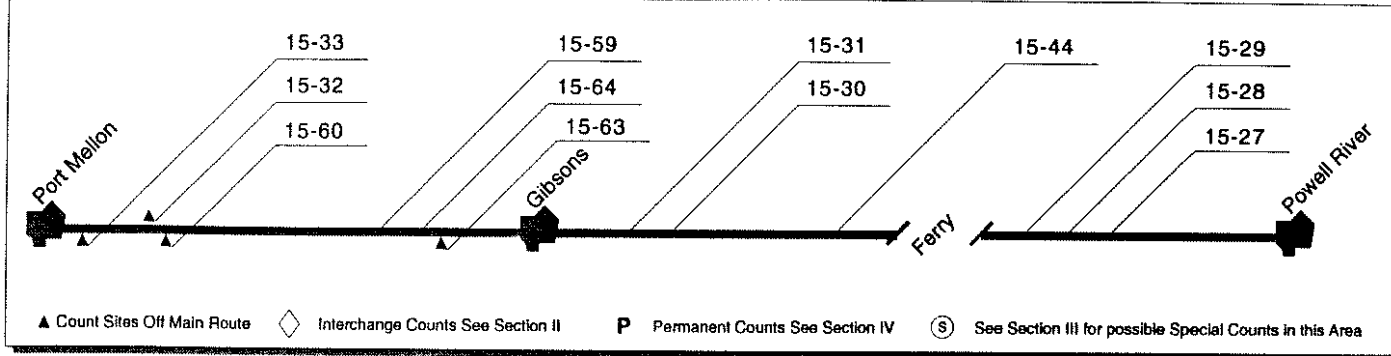 15-33
15-32
15-60
15-59
15-64
15-63
15-31
15-30
15-44
15-29
15-28
15-27
Port Mellon
Gibsons
Ferry
Powell River
▲ Count Sites Off Main Route
◇ Interchange Counts See Section II
P Permanent Counts See Section IV
Ⓢ See Section III for possible Special Counts in this Area